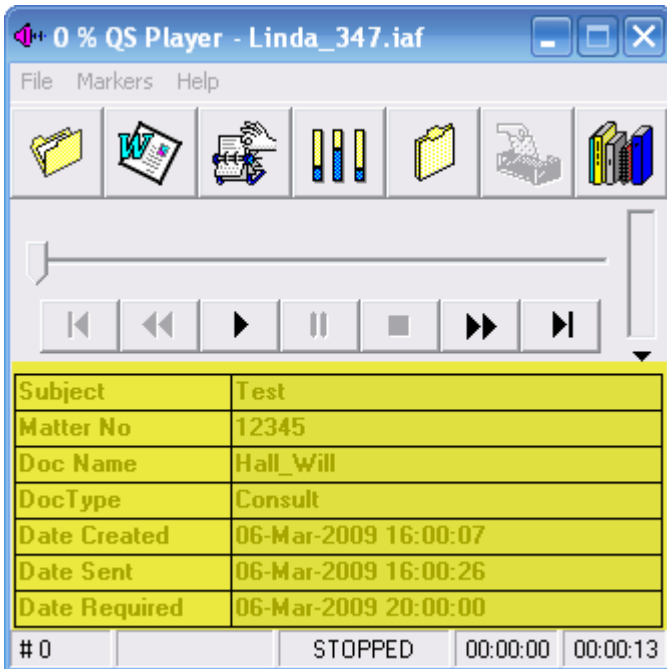 0 % QS Player - Linda_347.iaf
File Markers Help
W
Subject Test
Matter No 12345
Doc Name Hall_Will
DocType Consult
Date Created 06-Mar-2009 16:00:07
Date Sent 06-Mar-2009 16:00:26
Date Required 06-Mar-2009 20:00:00
# 0 STOPPED 00:00:00 00:00:13